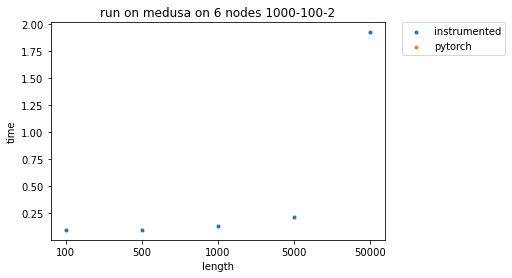 run on medusa on 6 nodes 1000-100-2
2.00
1.75
1.50
1.25
1.00
0.75
0.50
0.25
time
100 500 1000 5000 50000
length
instrumented
pytorch